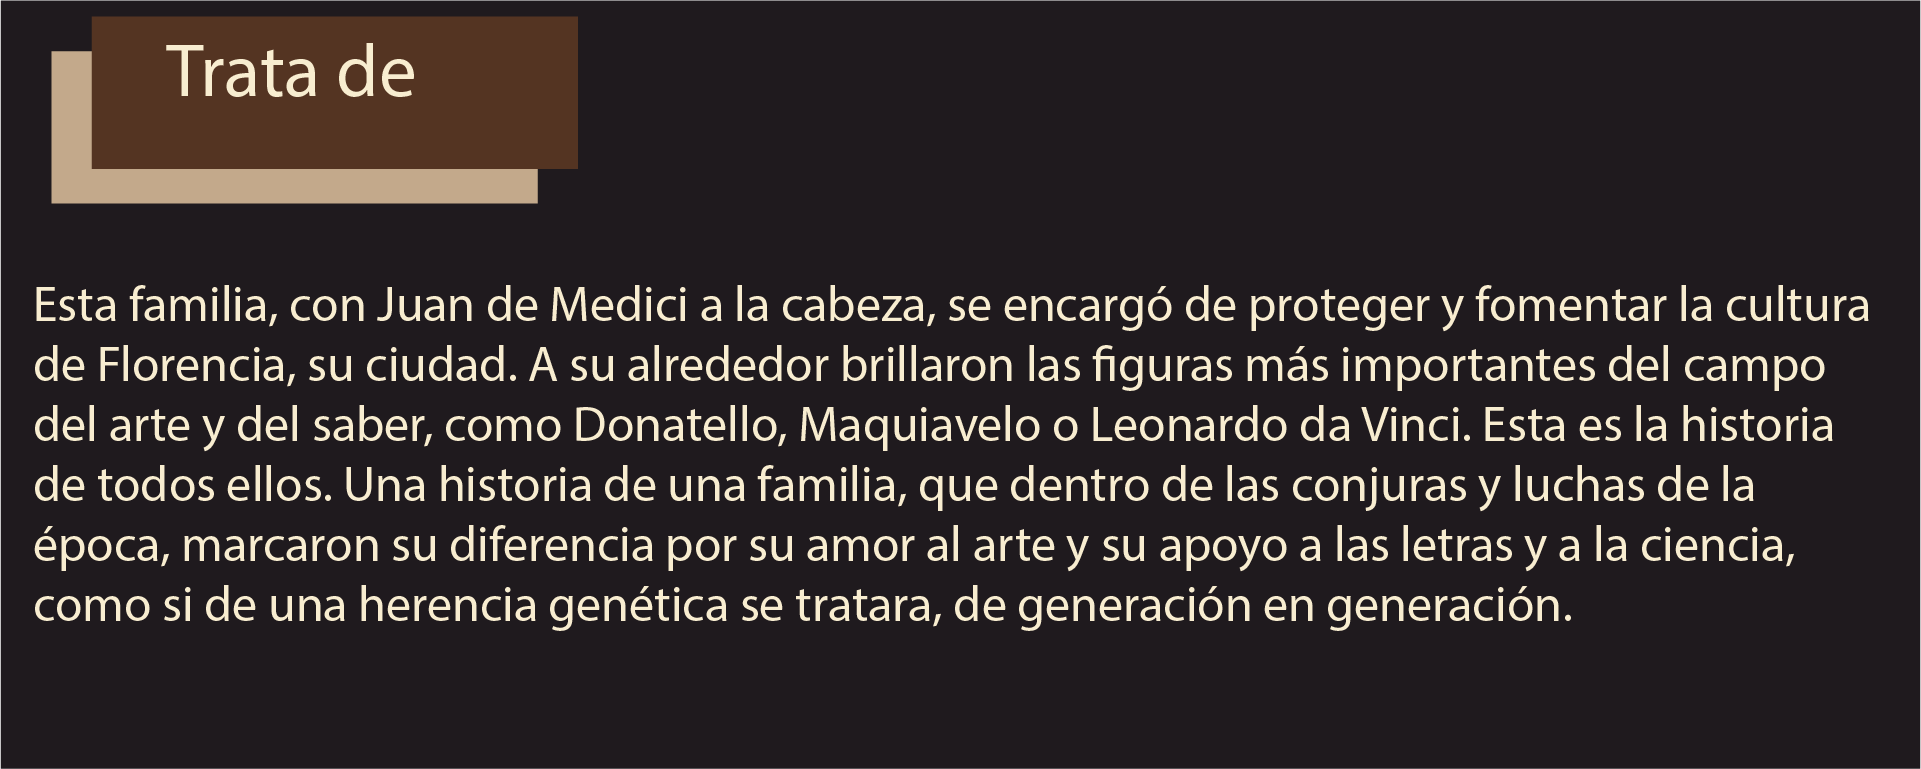 Trata de
Esta familia, con Juan de Medici a la cabeza, se encargó de proteger y fomentar la cultura
de Florencia, su ciudad. A su alrededor brillaron las figuras más importantes del campo
del arte y del saber, como Donatello, Maquiavelo o Leonardo da Vinci. Esta es la historia
de todos ellos. Una historia de una familia, que dentro de las conjuras y luchas de la
época, marcaron su diferencia por su amor al arte y su apoyo a las letras y a la ciencia,
como si de una herencia genética se tratara, de generación en generación.